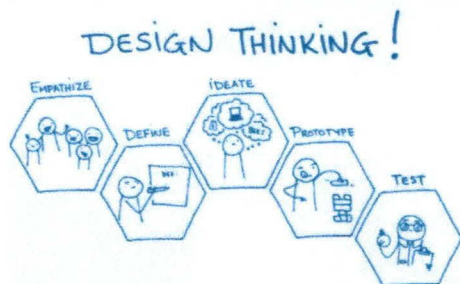 DESIGN THINKING!
EMPATHIZE
DEFINE
iDEATE
PROTOTYPE
TEST